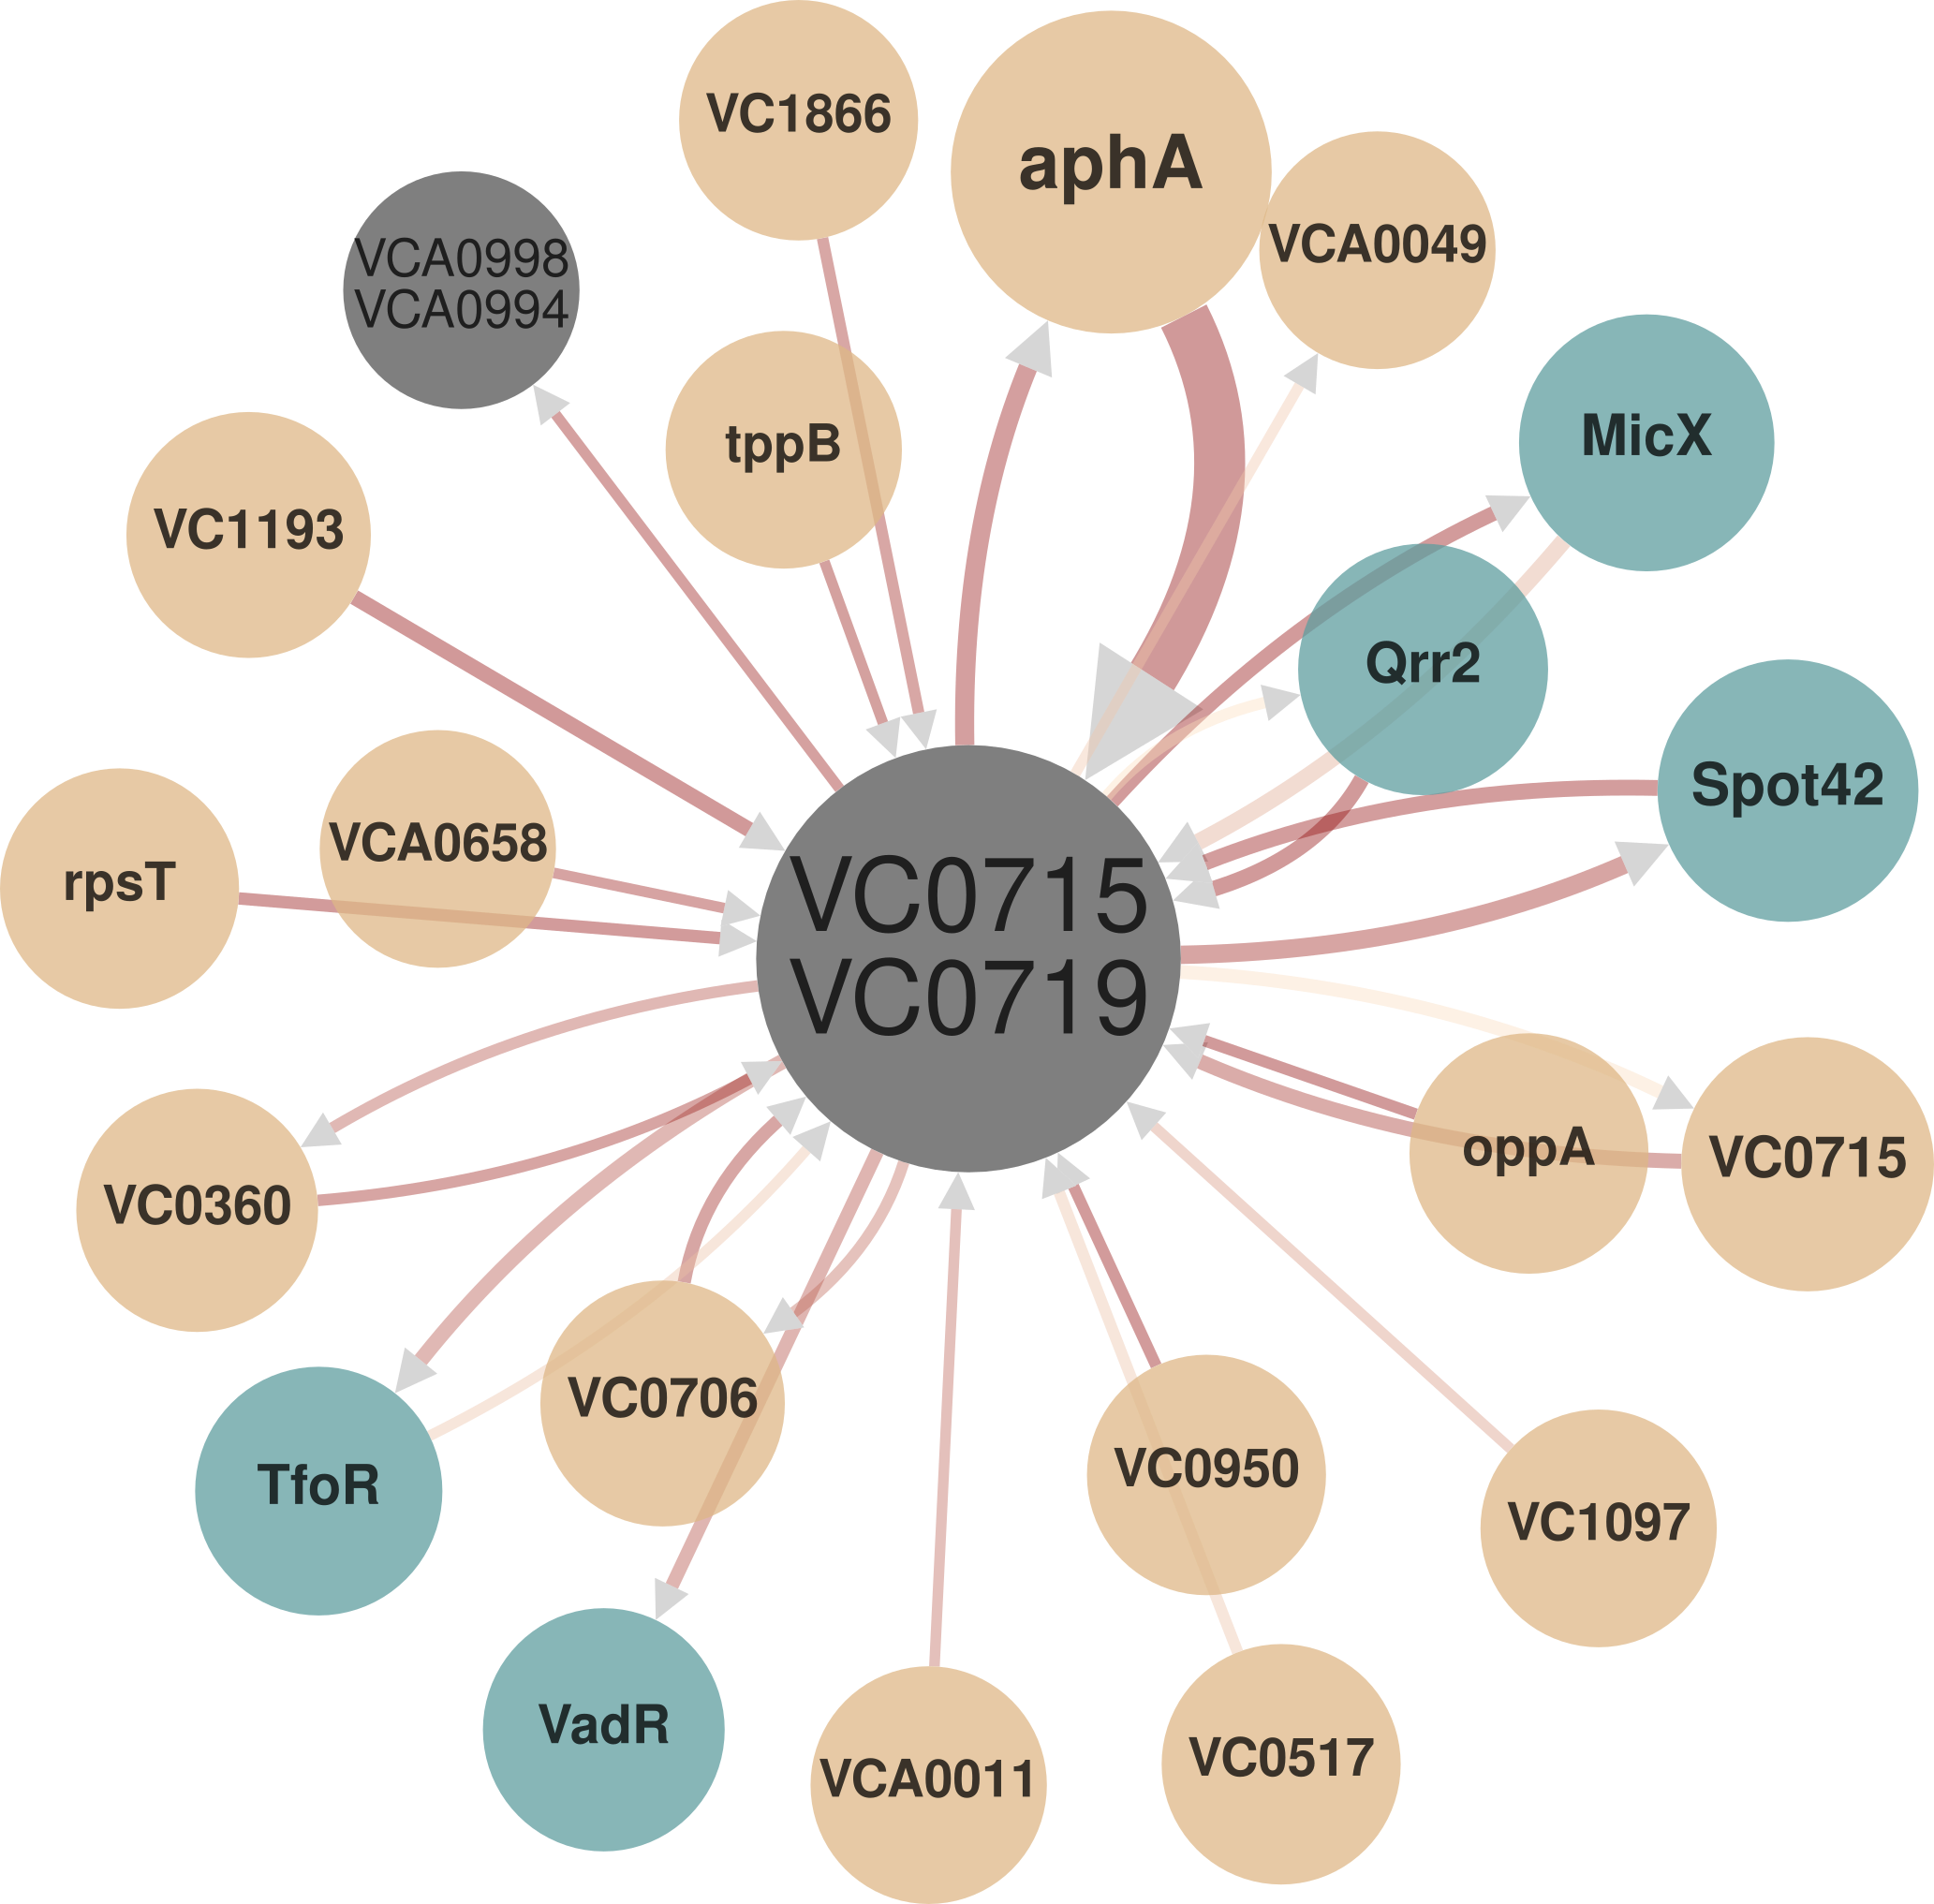 VC1866
aphA
VCA0049
VCA0998
VCA0994
MicX
tppB
VC1193
Qrr2
Spot42
VCA0658
rpsT
VC0715
VC0719
oppA
VC0715
VC0360
VC0706
TfoR
VC0950
VC1097
VadR
VCA0011
VC0517